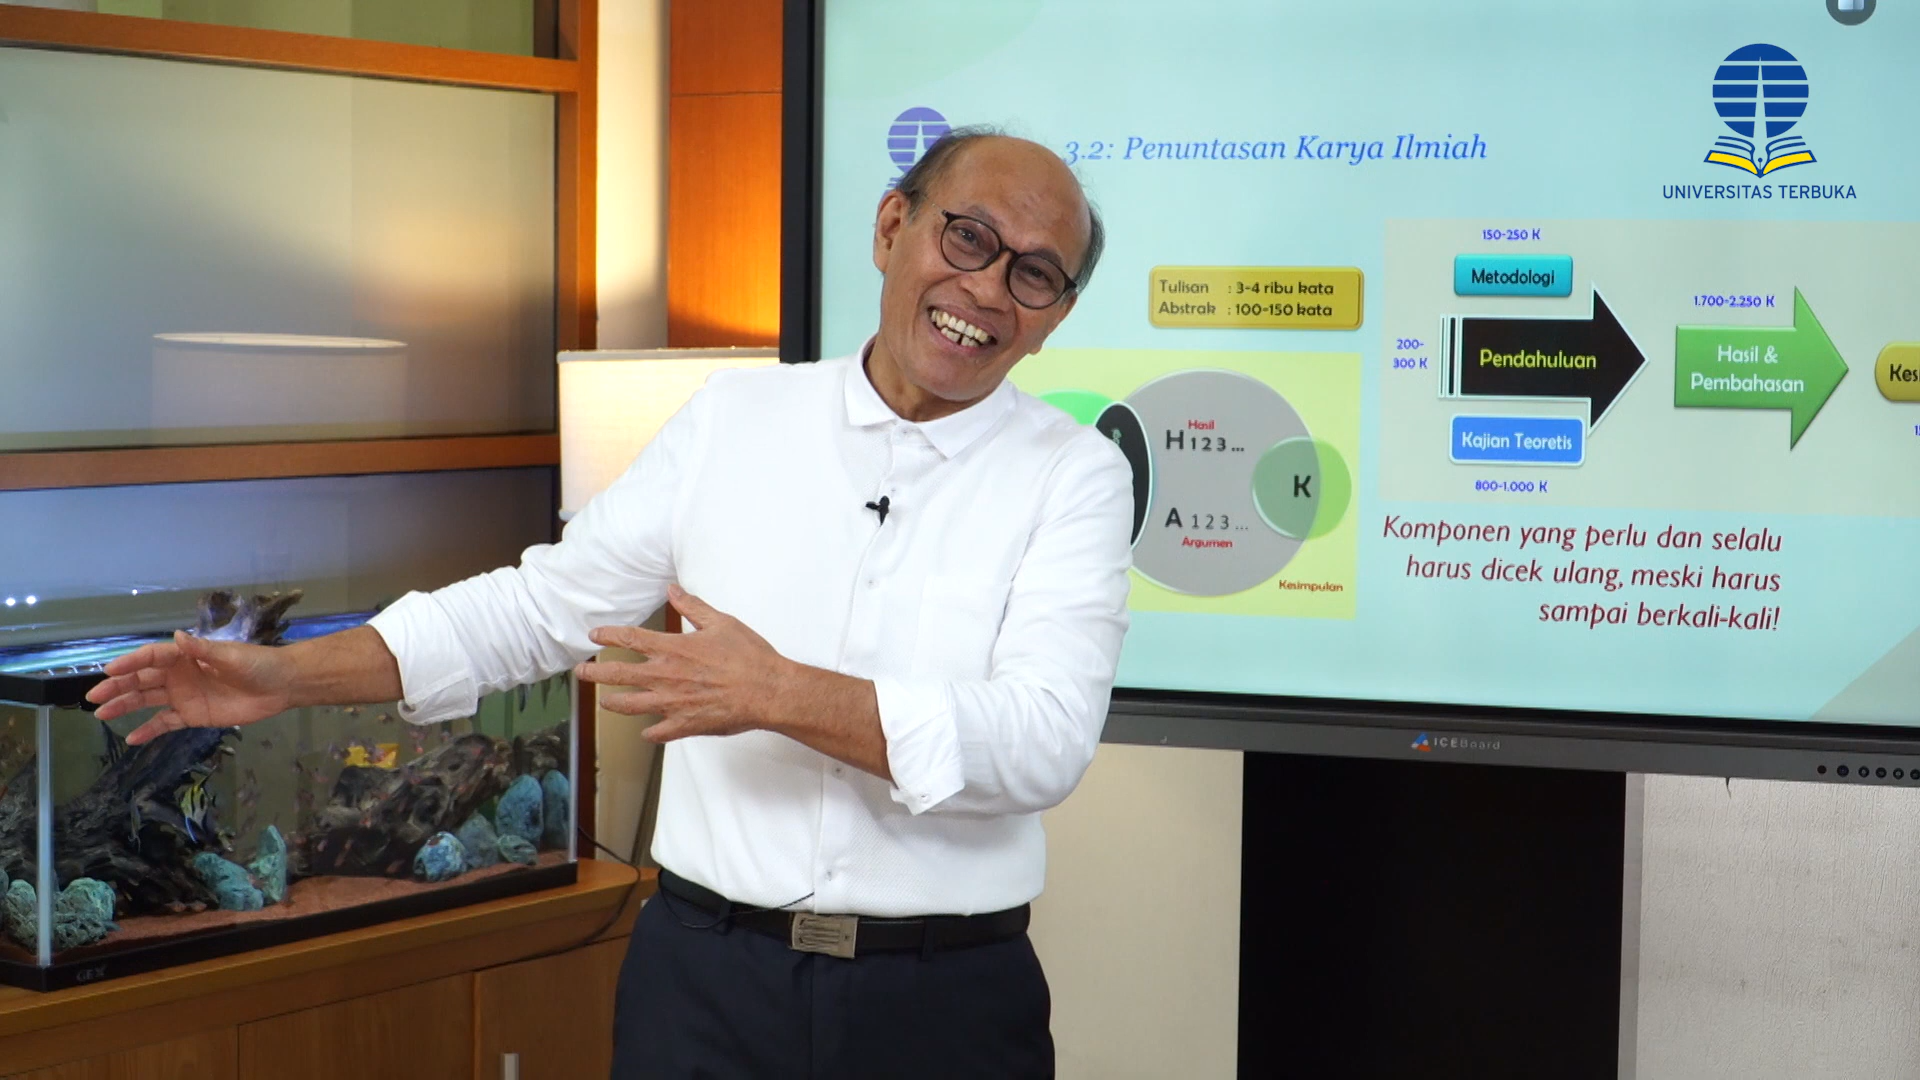 3.2: Penuntasan Karya Ilmiah
UNIVERSITAS TERBUKA
Tulisan : 3-4 ribu kata
Abstrak : 100-150 kata
150-250 K
Metodologi
200-
300 K
Pendahuluan
Kajian Teoretis
800-1.000 K
1.700-2.250 K
Hasil &
Pembahasan
Hasil
H 1 2 3 ...
K
A 1 2 3 ...
Argumen
Kesimpulan
Komponen yang perlu dan selalu
harus dicek ulang, meski harus
sampai berkali-kali!
ICEBoard
GEX